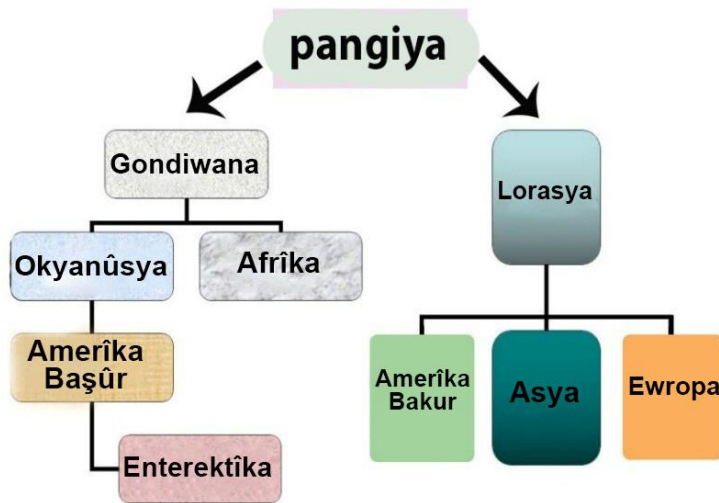 pangiya
Gondiwana
Lorasya
Okyanûsya
Afrîka
Amerîka
Başûr
Enterektîka
Amerîka
Bakur
Asya
Ewropa